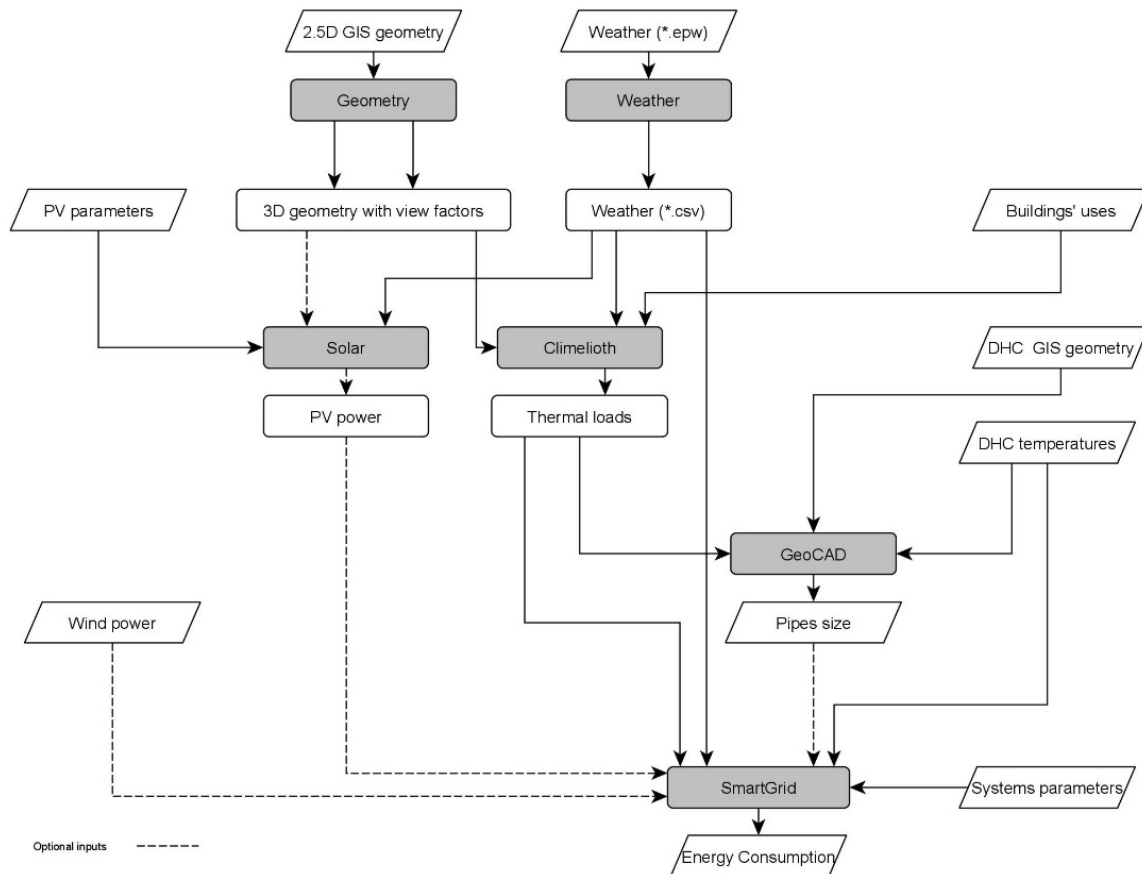 2.5D GIS geometry
Weather (*.epw)
Geometry
Weather
PV parameters
3D geometry with view factors
Weather (*.csv)
Buildings' uses
Solar
Climelioth
DHC GIS geometry
PV power
Thermal loads
DHC temperatures
GeoCAD
Wind power
Pipes size
SmartGrid
Systems parameters
Optional inputs
Energy Consumption